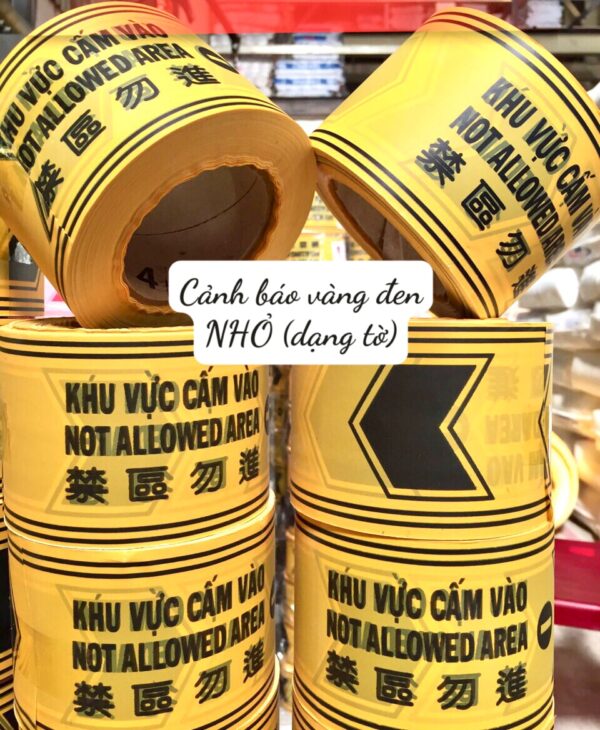 KHU VỰC CẤM VÀO
NOT ALLOWED AREA
禁區勿進
KHU VỰC CẤM VÀO
NOT ALLOWED AREA
禁區勿進
4
Cảnh báo vàng đen
NHỎ (dạng tờ)
KHU VỰC CẤM VÀO
NOT ALLOWED AREA
禁區勿進
KHU VỰC CẤM VÀO
NOT ALLOWED AREA
禁區勿進
KHU VỰC CẤM VÀO
NOT ALLOWED AREA
禁區勿進